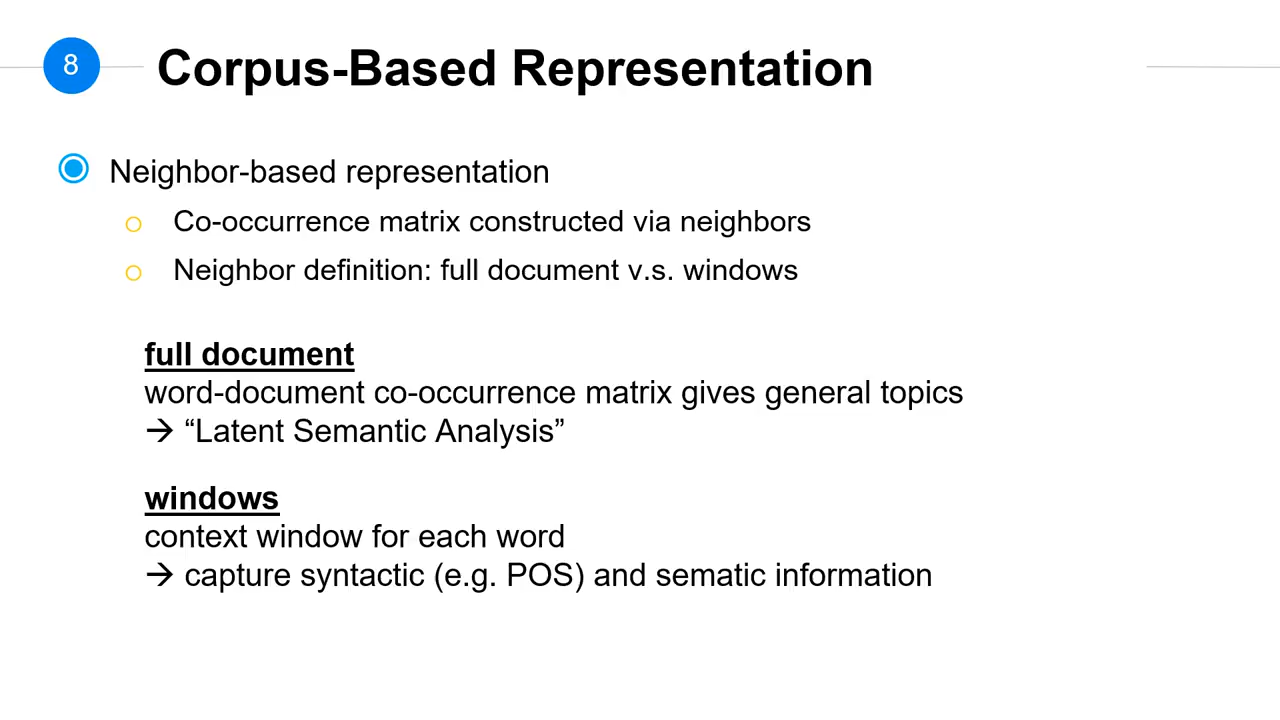 8
Corpus-Based Representation
Neighbor-based representation
Co-occurrence matrix constructed via neighbors
Neighbor definition: full document v.s. windows
full document
word-document co-occurrence matrix gives general topics
→ “Latent Semantic Analysis”
windows
context window for each word
→ capture syntactic (e.g. POS) and sematic information